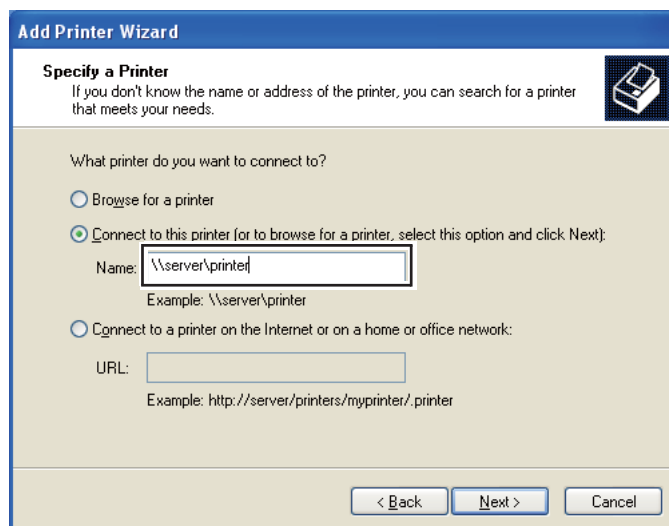 Add Printer Wizard
Specify a Printer
If you don't know the name or address of the printer, you can search for a printer
that meets your needs.
What printer do you want to connect to?
Browse for a printer
Connect to this printer (or to browse for a printer, select this option and click Next):
Name: \\server\printer
Example: \\server\printer
Connect to a printer on the Internet or on a home or office network:
URL:
Example: http://server/printers/myprinter/.printer
< Back Next > Cancel